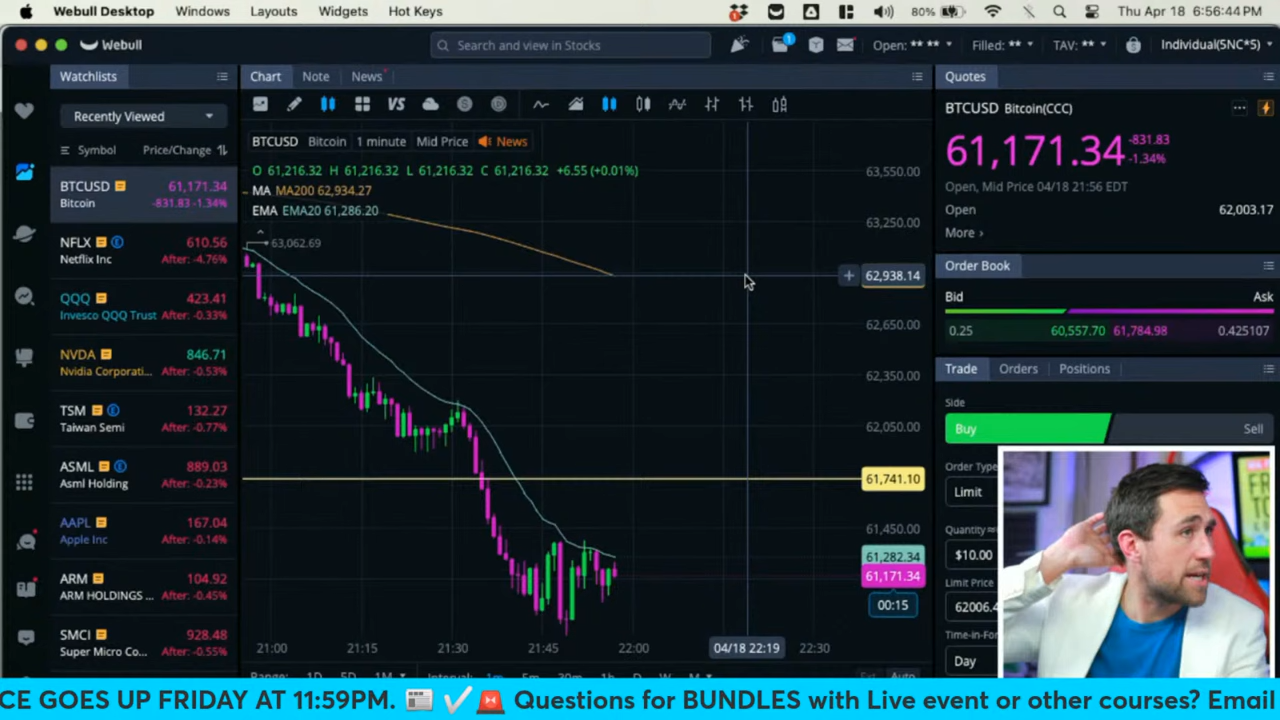 Webull Desktop Windows Layouts Widgets Hot Keys 80% Thu Apr 18 6:56:44 PM
Webull Search and view in Stocks 1 Open: ** ** Filled: ** TAV: ** Individual(5NC*5)
Watchlists
Recently Viewed
Symbol Price/Change
BTCUSD 61,171.34
Bitcoin -831.83 -1.34%
NFLX E 610.56
Netflix Inc After: -4.76%
QQQ 423.41
Invesco QQQ Trust After: -0.33%
NVDA 846.71
Nvidia Corporati... After: -0.53%
TSM E 132.27
Taiwan Semi After: -0.77%
ASML E 889.03
Asml Holding After: -0.23%
AAPL 167.04
Apple Inc After: -0.14%
ARM 104.92
ARM HOLDINGS ... After: -0.45%
SMCI 928.48
Super Micro Co... After: -0.55%
Chart Note News
VS S
BTCUSD Bitcoin 1 minute Mid Price News
O 61,216.32 H 61,216.32 L 61,216.32 C 61,216.32 +6.55 (+0.01%)
MA MA200 62,934.27
EMA EMA20 61,286.20
63,062.69
63,550.00
63,250.00
62,938.14
62,650.00
62,350.00
62,050.00
61,741.10
61,450.00
61,282.34
61,171.34
00:15
21:00 21:15 21:30 21:45 22:00 04/18 22:19 22:30
Quotes
BTCUSD Bitcoin(CCC)
61,171.34 -831.83
-1.34%
Open, Mid Price 04/18 21:56 EDT
Open 62,003.17
More
Order Book
Bid Ask
0.25 60,557.70 61,784.98 0.425107
Trade Orders Positions
Side
Buy Sell
Order Type
Limit
Quantity
$10.00
Limit Price
62006.4
Time-in-For
Day
CE GOES UP FRIDAY AT 11:59PM. Questions for BUNDLES with Live event or other courses? Email